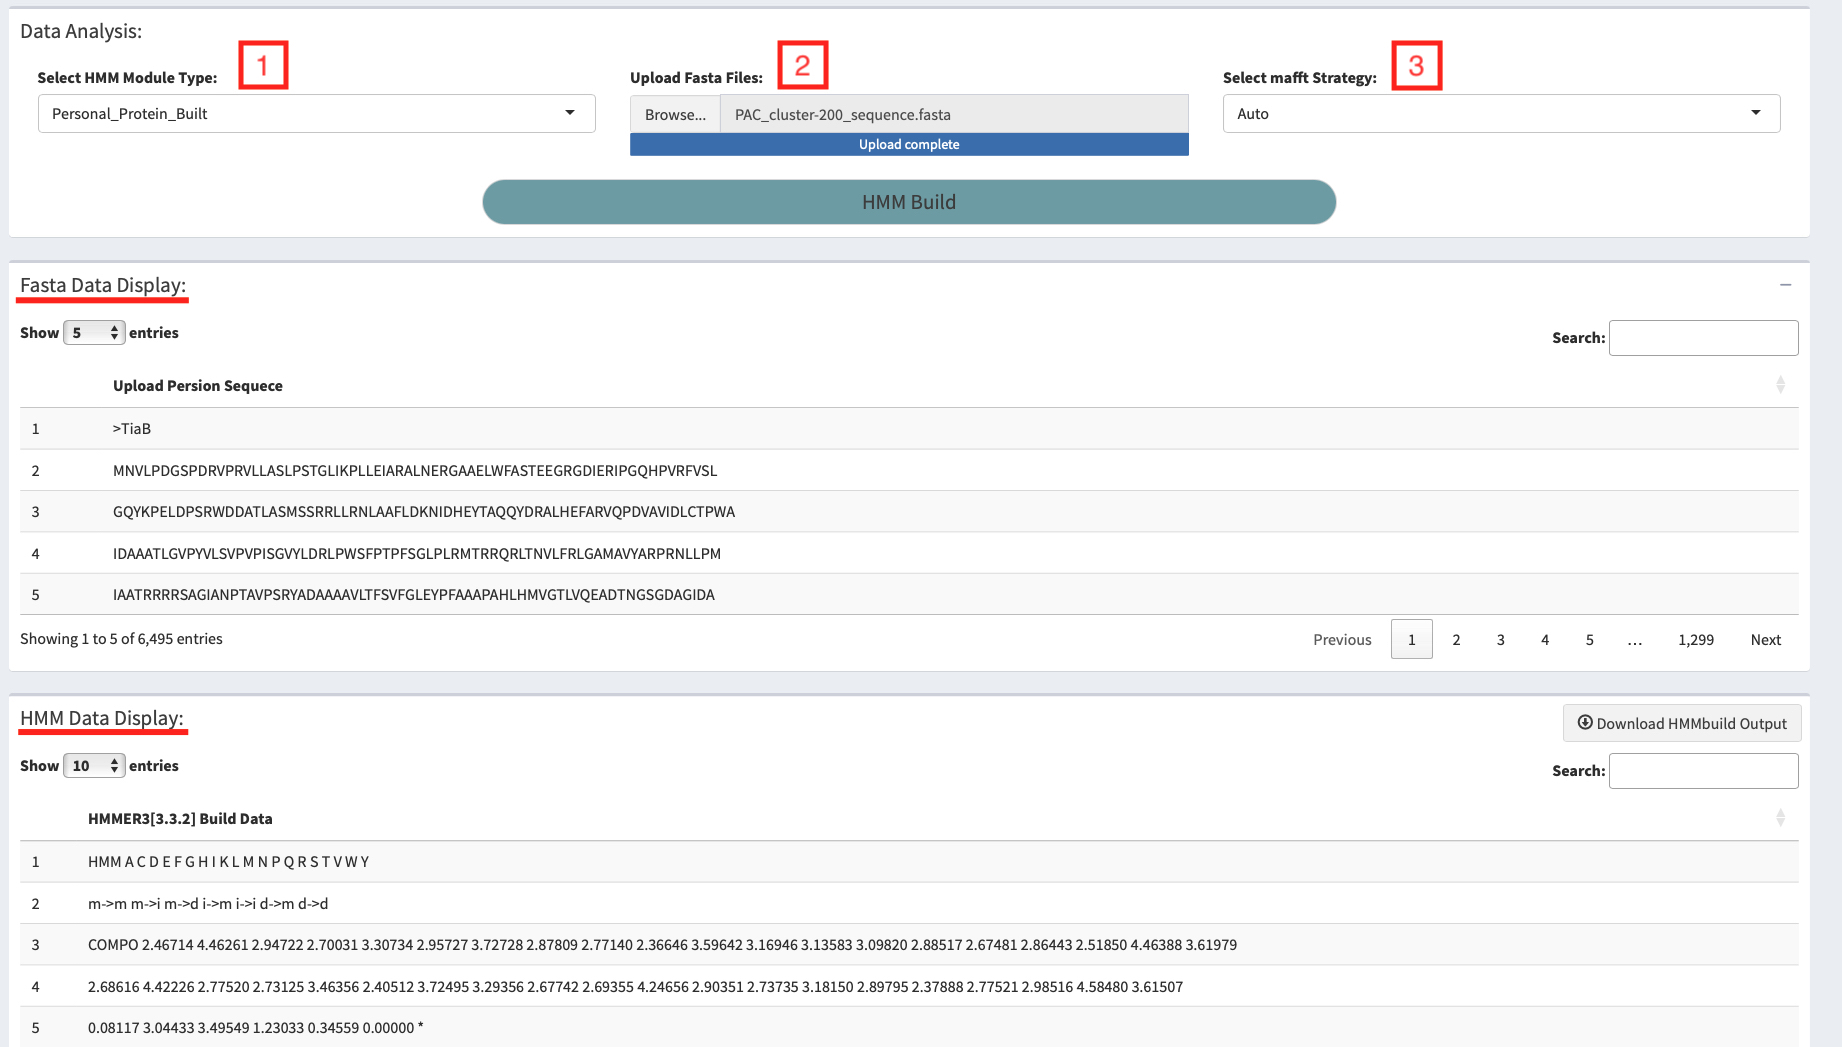 Data Analysis:
Select HMM Module Type: 1
Upload Fasta Files: 2
Select mafft Strategy: 3
Personal_Protein_Built
Browse... PAC_cluster-200_sequence.fasta
Auto
Upload complete
HMM Build
Fasta Data Display:
Show 5 entries
Search:
Upload Persion Sequece
1 >TiaB
2 MNVLPDGSPDRVPRVLLASLPSTGLIKPLLEIARALNERGAAELWFASTEEGRGDIERIPGQHPVRFVSL
3 GQYKPELDPSRWDDATLASMSSRRLLRNLAAFLDKNIDHEYTAQQYDRALHEFARVQPDVAVIDLCTPWA
4 IDAAATLGVPYVLSVPVPISGVYLDRLPWSFPTPFSGLPLRMTRRQRLTNVLFRLGAMAVYARPRNLLPM
5 IAATRRRRSAGIANPTAVPSRYADAAAAVLTFSVFGLEYPFAAAPAHLHMVGTLVQEADTNGSGDAGIDA
Showing 1 to 5 of 6,495 entries
Previous 1 2 3 4 5 ... 1,299 Next
HMM Data Display:
Download HMMbuild Output
Show 10 entries
Search:
HMMER3[3.3.2] Build Data
1 HMM A C D E F G H I K L M N P Q R S T V W Y
2 m->m m->i m->d i->m i->i d->m d->d
3 COMPO 2.46714 4.46261 2.94722 2.70031 3.30734 2.95727 3.72728 2.87809 2.77140 2.36646 3.59642 3.16946 3.13583 3.09820 2.88517 2.67481 2.86443 2.51850 4.46388 3.61979
4 2.68616 4.42226 2.77520 2.73125 3.46356 2.40512 3.72495 3.29356 2.67742 2.69355 4.24656 2.90351 2.73735 3.18150 2.89795 2.37888 2.77521 2.98516 4.58480 3.61507
5 0.08117 3.04433 3.49549 1.23033 0.34559 0.00000 *